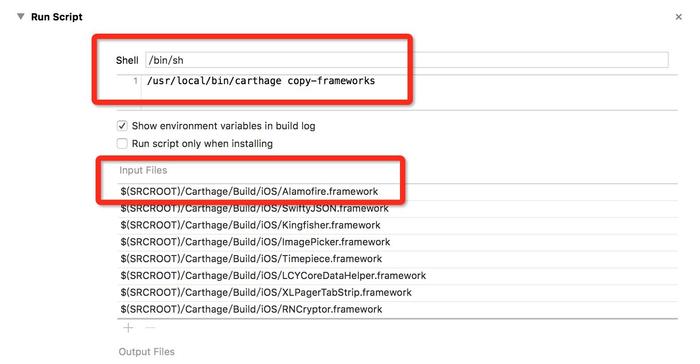 Run Script
Shell /bin/sh
1 /usr/local/bin/carthage copy-frameworks
Show environment variables in build log
Run script only when installing
Input Files
$(SRCROOT)/Carthage/Build/iOS/Alamofire.framework
$(SRCROOT)/Carthage/Build/iOS/SwiftyJSON.framework
$(SRCROOT)/Carthage/Build/iOS/Kingfisher.framework
$(SRCROOT)/Carthage/Build/iOS/ImagePicker.framework
$(SRCROOT)/Carthage/Build/iOS/Timepiece.framework
$(SRCROOT)/Carthage/Build/iOS/LCYCoreDataHelper.framework
$(SRCROOT)/Carthage/Build/iOS/XLPagerTabStrip.framework
$(SRCROOT)/Carthage/Build/iOS/RNCryptor.framework
Output Files